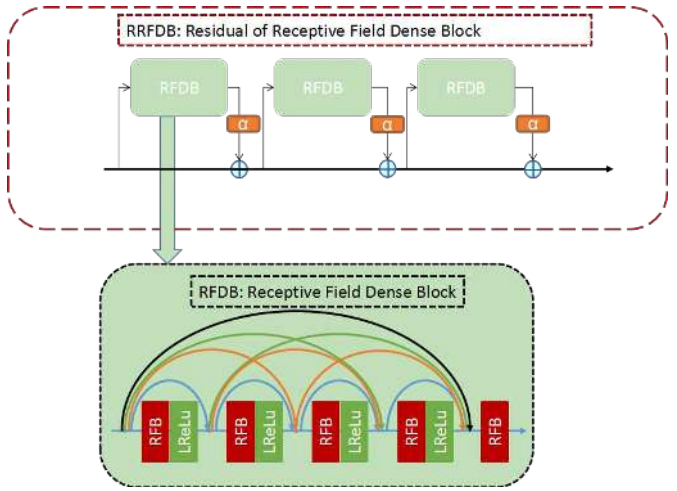 RRFDB: Residual of Receptive Field Dense Block
RFDB RFDB RFDB
α α α
RFDB: Receptive Field Dense Block
RFB LReLu RFB LReLu RFB LReLu RFB LReLu RFB